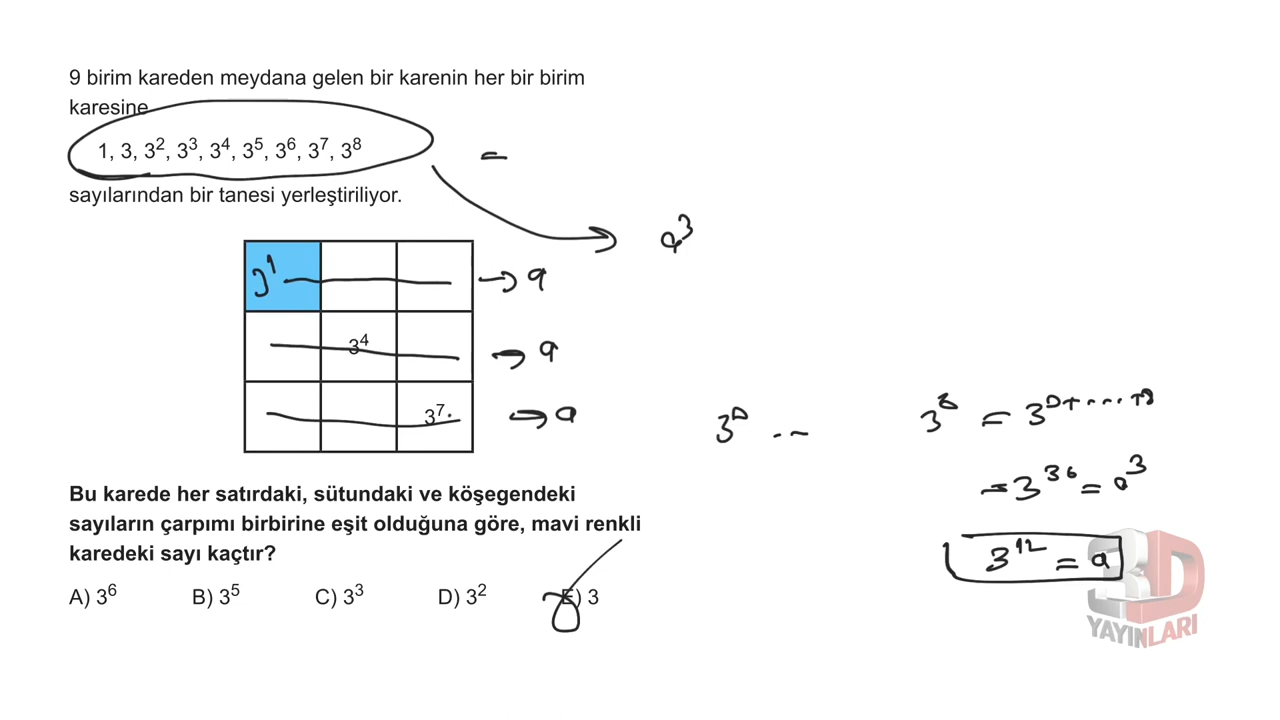 9 birim kareden meydana gelen bir karenin her bir birim
karesine
1, 3, 3², 3³, 3⁴, 3⁵, 3⁶, 3⁷, 3⁸ =
sayılarından bir tanesi yerleştiriliyor.
a³
3¹ → a
3⁴ → a
3⁷ → a
3⁰ ... 3⁸ = 3⁰⁺····⁺⁸
= 3³⁶ = a³
3¹² = a
Bu karede her satırdaki, sütundaki ve köşegendeki
sayıların çarpımı birbirine eşit olduğuna göre, mavi renkli
karedeki sayı kaçtır?
A) 3⁶ B) 3⁵ C) 3³ D) 3² E) 3
3D
YAYINLARI